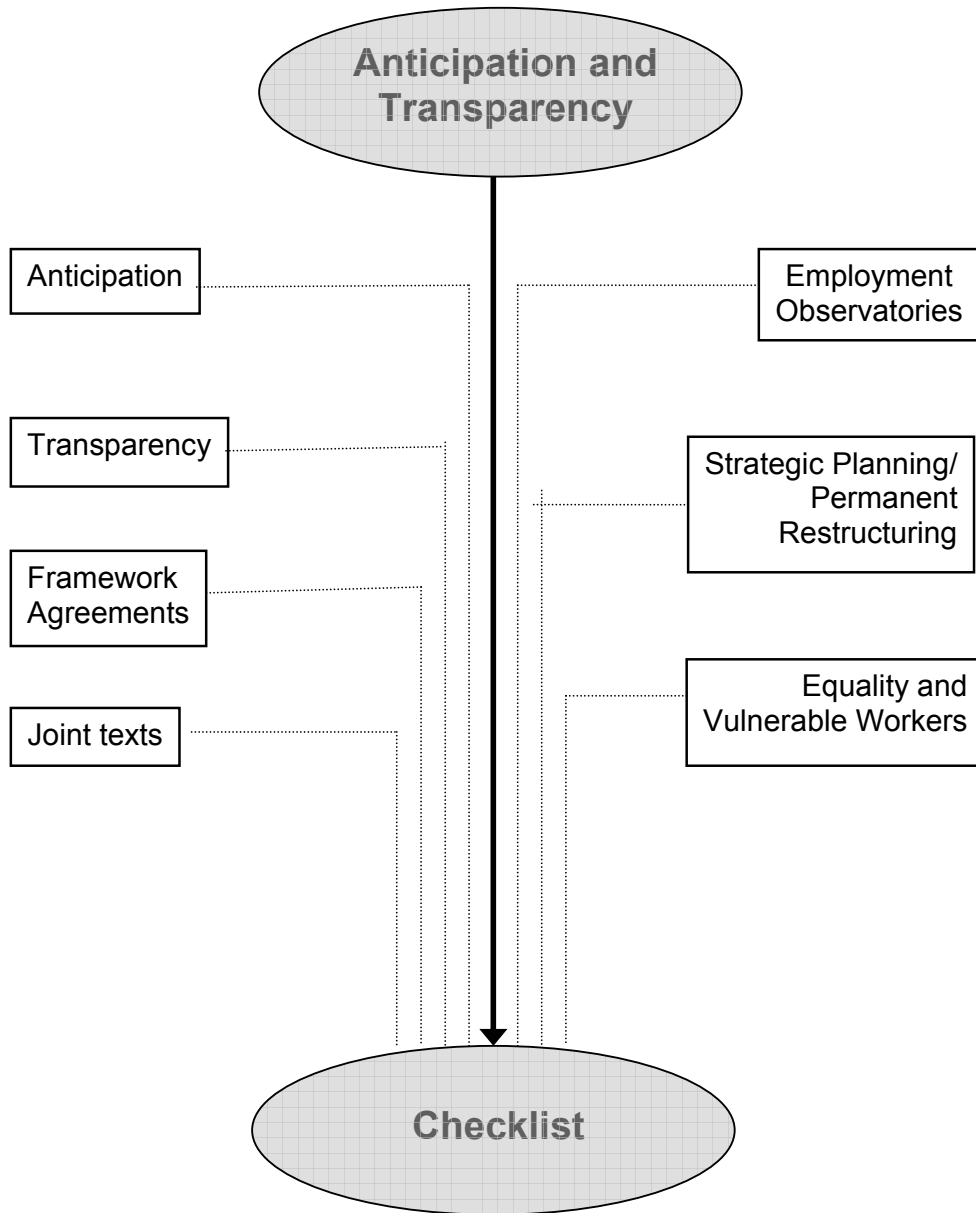 Anticipation and
Transparency
Anticipation
Employment
Observatories
Transparency
Strategic Planning/
Permanent
Restructuring
Framework
Agreements
Equality and
Vulnerable Workers
Joint texts
Checklist